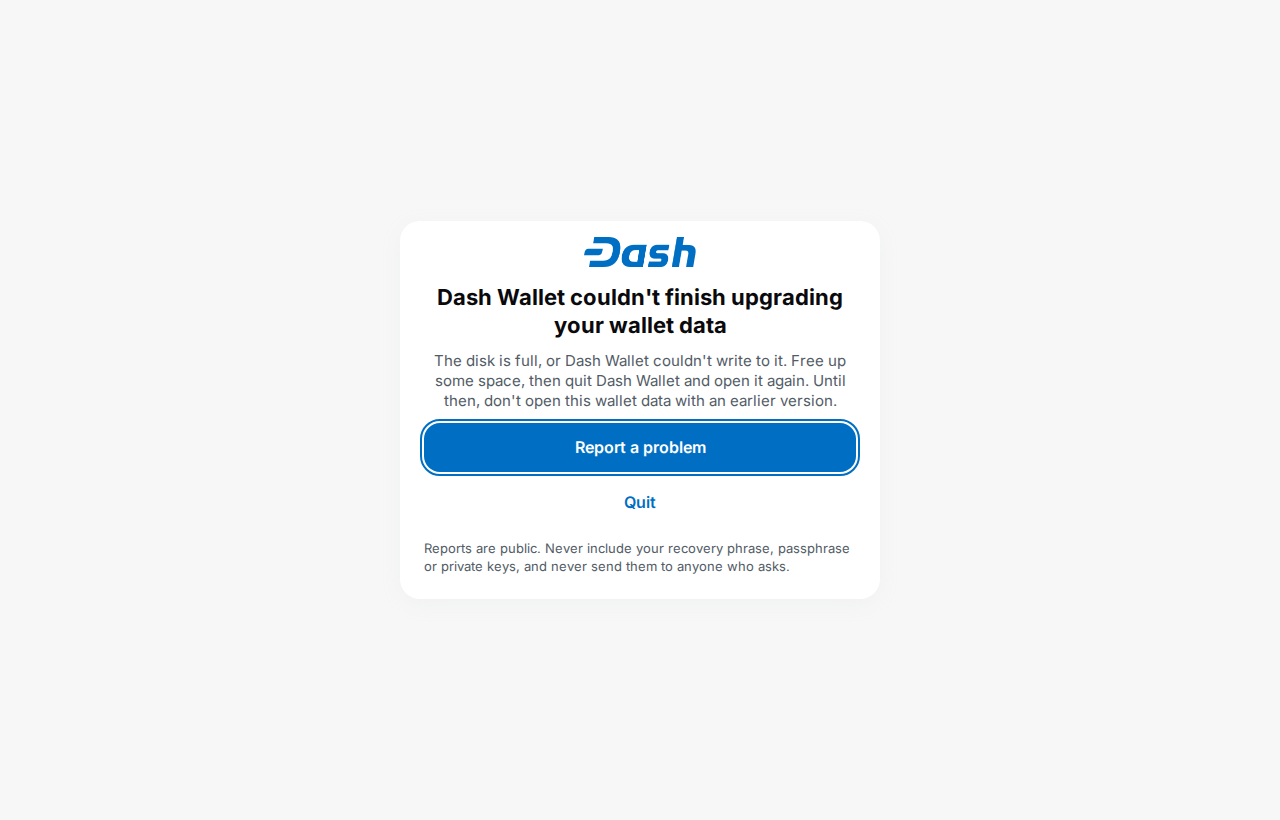 Dash
Dash Wallet couldn't finish upgrading
your wallet data
The disk is full, or Dash Wallet couldn't write to it. Free up
some space, then quit Dash Wallet and open it again. Until
then, don't open this wallet data with an earlier version.
Report a problem
Quit
Reports are public. Never include your recovery phrase, passphrase
or private keys, and never send them to anyone who asks.